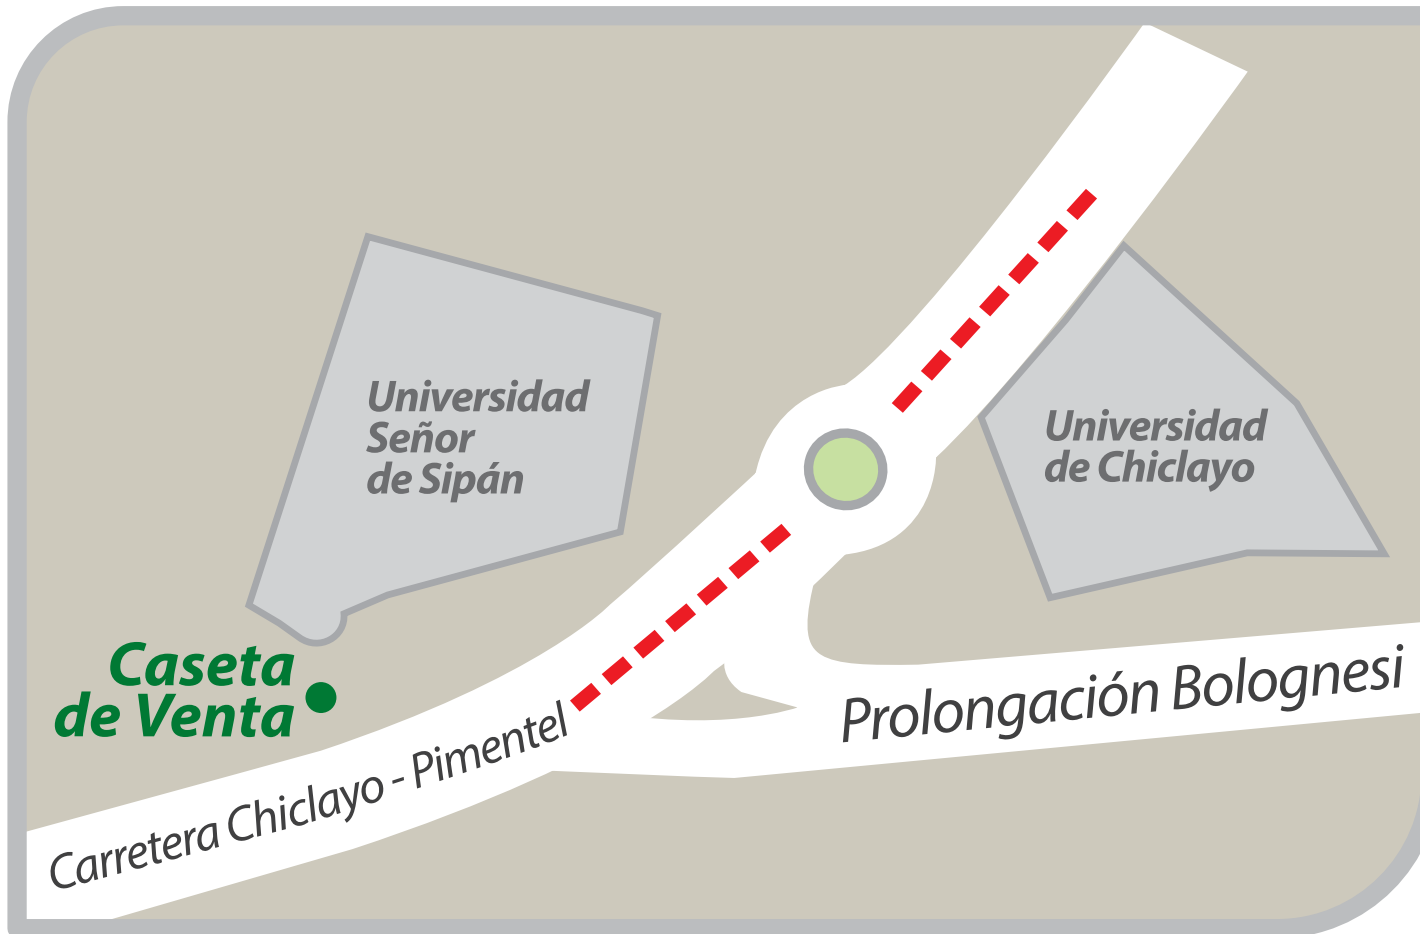 Universidad
Señor
de Sipán
Universidad
de Chiclayo
Caseta
de Venta
Carretera Chiclayo - Pimentel
Prolongación Bolognesi